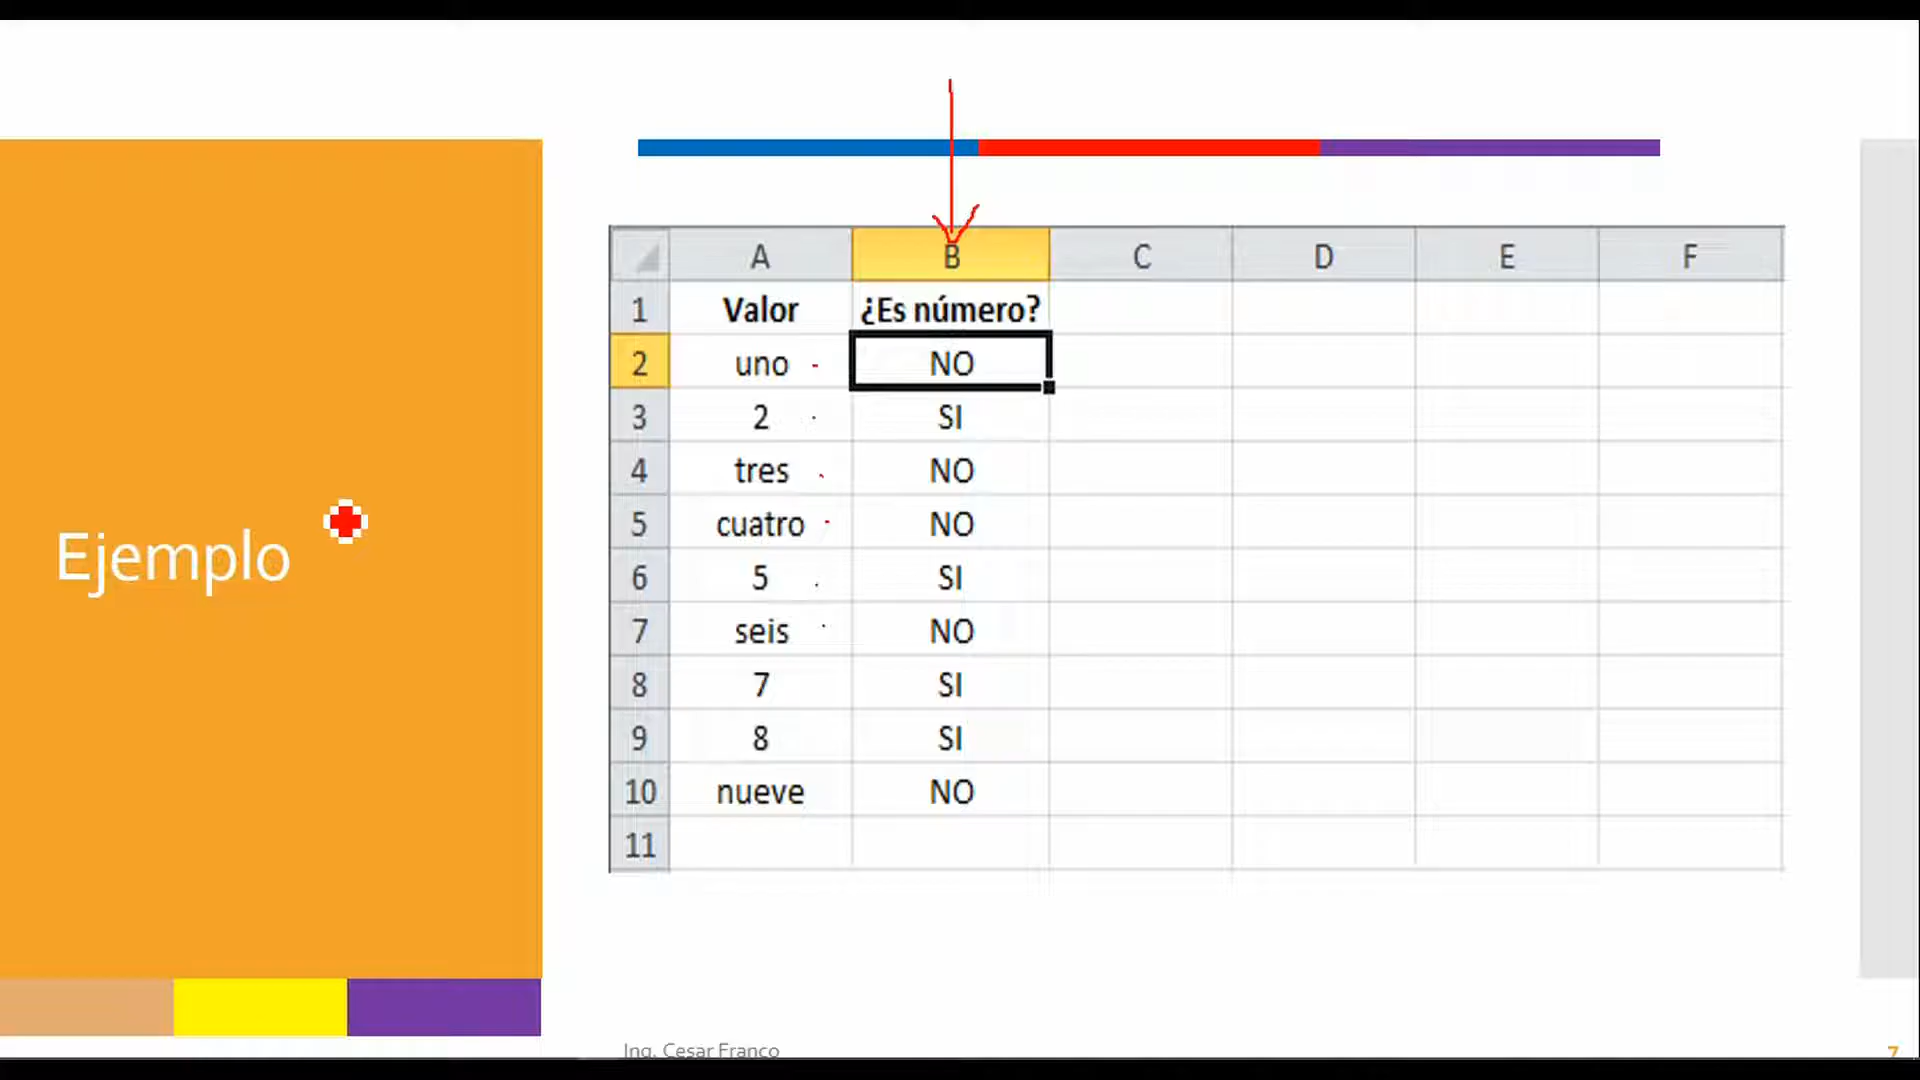 Ejemplo
A B C D E F
1 Valor ¿Es número?
2 uno NO
3 2 SI
4 tres NO
5 cuatro NO
6 5 SI
7 seis NO
8 7 SI
9 8 SI
10 nueve NO
11
Ing. Cesar Franco
7